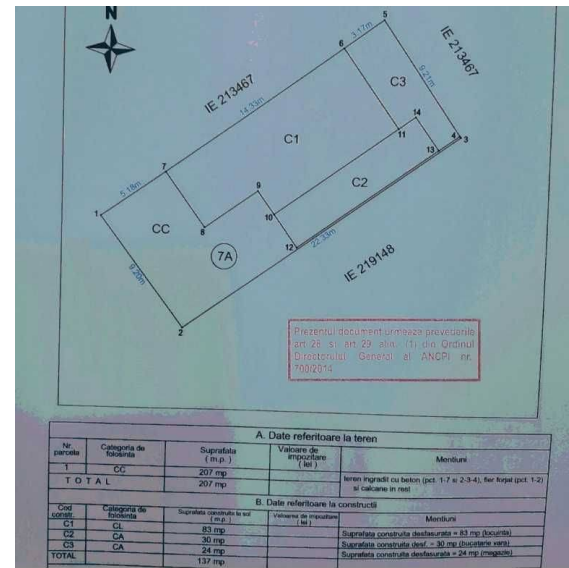 N
5
3.17m
6
IE 213467
IE 213467
9.21m
C3
14.33m
14
11
C1
4
3
13
7
5.18m
9
C2
1
10
8
CC
12
22.33m
7A
IE 219148
9.20m
2
Prezentul document urmeaza prevederile
art 28 si art 29 alin. (1) din Ordinul
Directorului General al ANCPI nr.
700/2014
A. Date referitoare la teren
Nr. parcela Categoria de folosinta Suprafata (m.p.) Valoare de impozitare (lei) Mentiuni
1 CC 207 mp teren ingradit cu beton (pct. 1-7 si 2-3-4), fier forjat (pct. 1-2)
TOTAL 207 mp si calcane in rest
B. Date referitoare la constructii
Cod constr. Categoria de folosinta Suprafata construita la sol (m.p.) Valoarea de impozitare (lei) Mentiuni
C1 CL 83 mp Suprafata construita desfasurata = 83 mp (locuinta)
C2 CA 30 mp Suprafata construita desf. = 30 mp (bucatarie vara)
C3 CA 24 mp Suprafata construita desfasurata = 24 mp (magazie)
TOTAL 137 mp